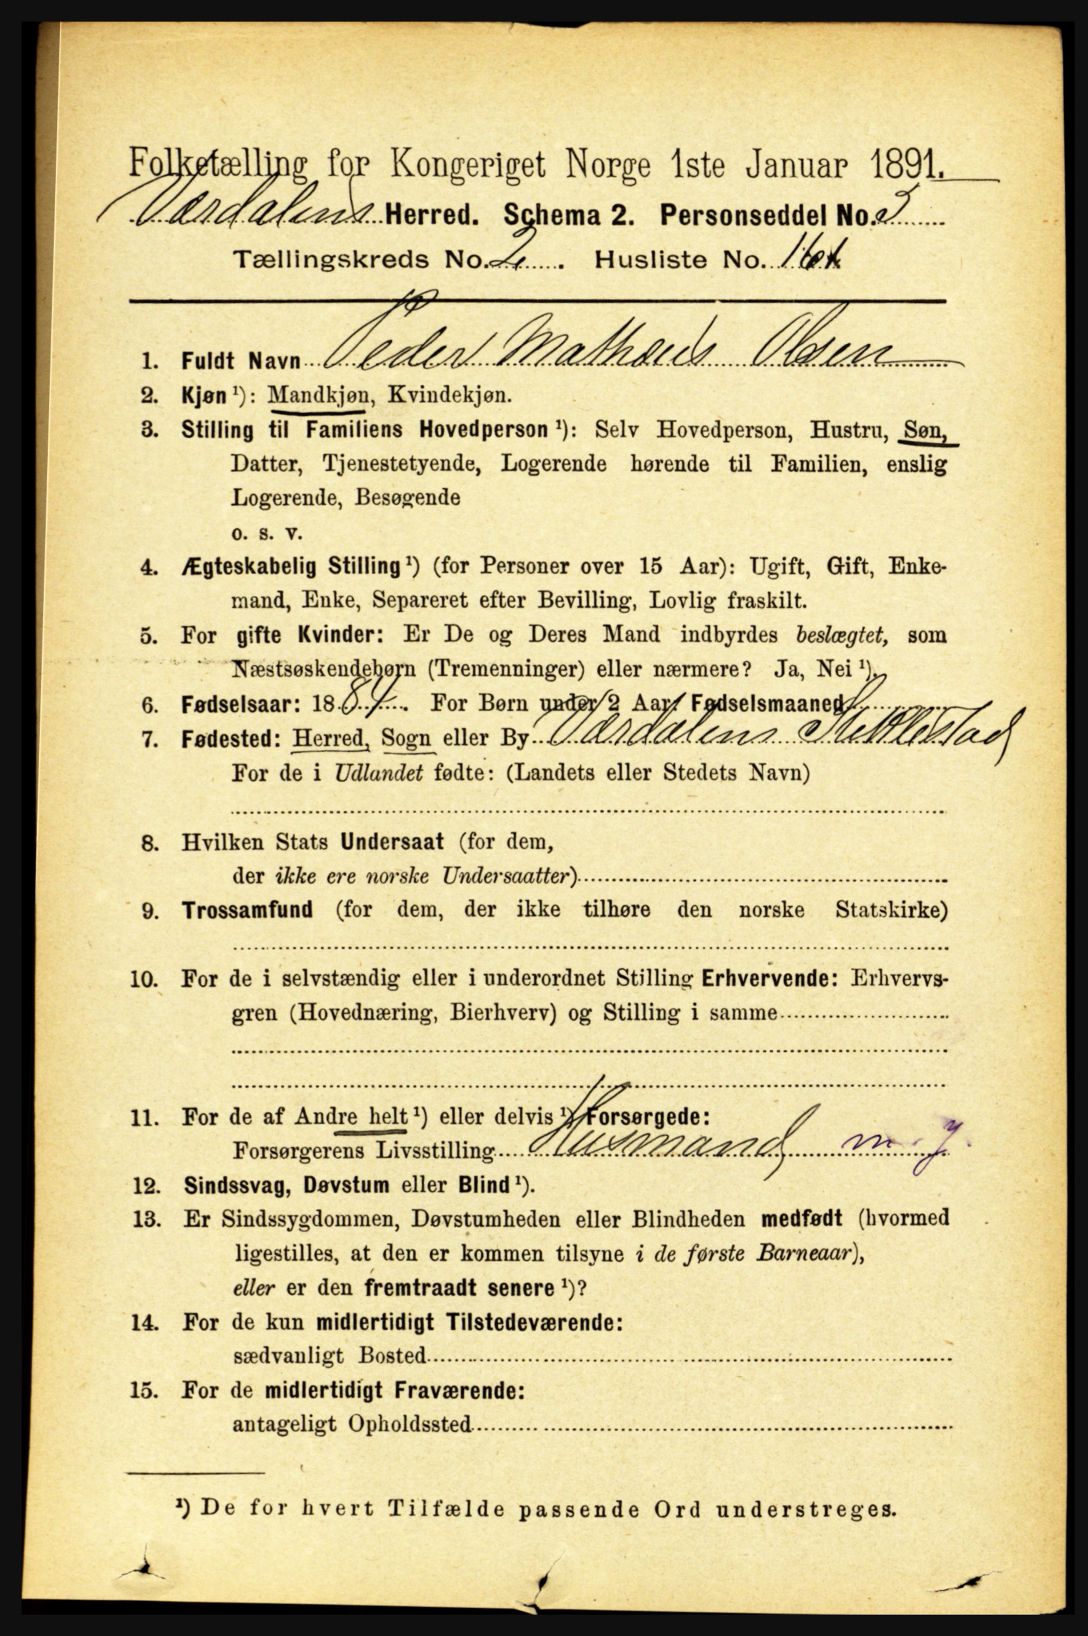 Folketælling for Kongeriget Norge 1ste Januar 1891.
Værdalens Herred. Schema 2. Personseddel No. 3
Tællingskreds No. 2. Husliste No. 161
1. Fuldt Navn Peder Mathæus Olsen
2. Kjøn ¹): Mandkjøn, Kvindekjøn.
3. Stilling til Familiens Hovedperson ¹): Selv Hovedperson, Hustru, Søn,
Datter, Tjenestetyende, Logerende hørende til Familien, enslig
Logerende, Besøgende
o. s. v.
4. Ægteskabelig Stilling ¹) (for Personer over 15 Aar): Ugift, Gift, Enke-
mand, Enke, Separeret efter Bevilling, Lovlig fraskilt.
5. For gifte Kvinder: Er De og Deres Mand indbyrdes beslægtet, som
Næstsøskendebørn (Tremenninger) eller nærmere? Ja, Nei ¹).
6. Fødselsaar: 1884. For Børn under 2 Aar Fødselsmaaned
7. Fødested: Herred, Sogn eller By Værdalens Stiklestad
For de i Udlandet fødte: (Landets eller Stedets Navn)
8. Hvilken Stats Undersaat (for dem,
der ikke ere norske Undersaatter)
9. Trossamfund (for dem, der ikke tilhøre den norske Statskirke)
10. For de i selvstændig eller i underordnet Stilling Erhvervende: Erhvervs-
gren (Hovednæring, Bierhverv) og Stilling i samme
11. For de af Andre helt ¹) eller delvis ¹) Forsørgede:
Forsørgerens Livsstilling Husmand m. j.
12. Sindssvag, Døvstum eller Blind ¹).
13. Er Sindssygdommen, Døvstumheden eller Blindheden medfødt (hvormed
ligestilles, at den er kommen tilsyne i de første Barneaar),
eller er den fremtraadt senere ¹)?
14. For de kun midlertidigt Tilstedeværende:
sædvanligt Bosted
15. For de midlertidigt Fraværende:
antageligt Opholdssted
¹) De for hvert Tilfælde passende Ord understreges.